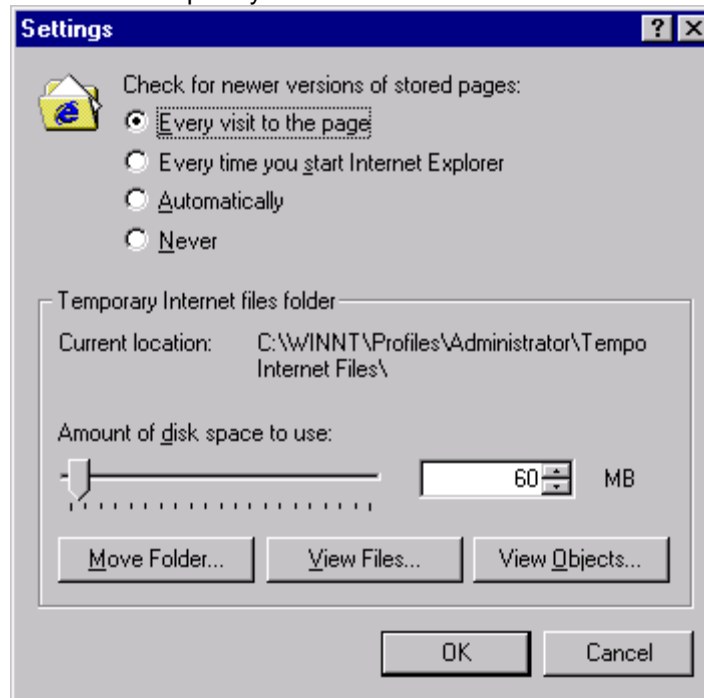 Settings
Check for newer versions of stored pages:
Every visit to the page
Every time you start Internet Explorer
Automatically
Never
Temporary Internet files folder
Current location: C:\WINNT\Profiles\Administrator\Tempo
Internet Files\
Amount of disk space to use:
60 MB
Move Folder... View Files... View Objects...
OK Cancel